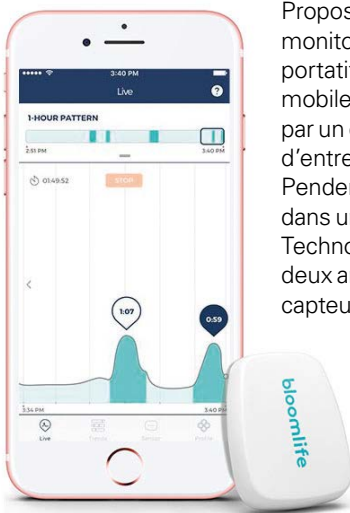 3:40 PM
Live
?
1-HOUR PATTERN
2:51 PM 3:40 PM
01:49:52 STOP
1:07
0:59
3:34 PM 3:40 P
Live Trends Profile
bloomlife
Propos
monito
portati
mobile
par un
d’entre
Pender
dans u
Techno
deux a
capteu